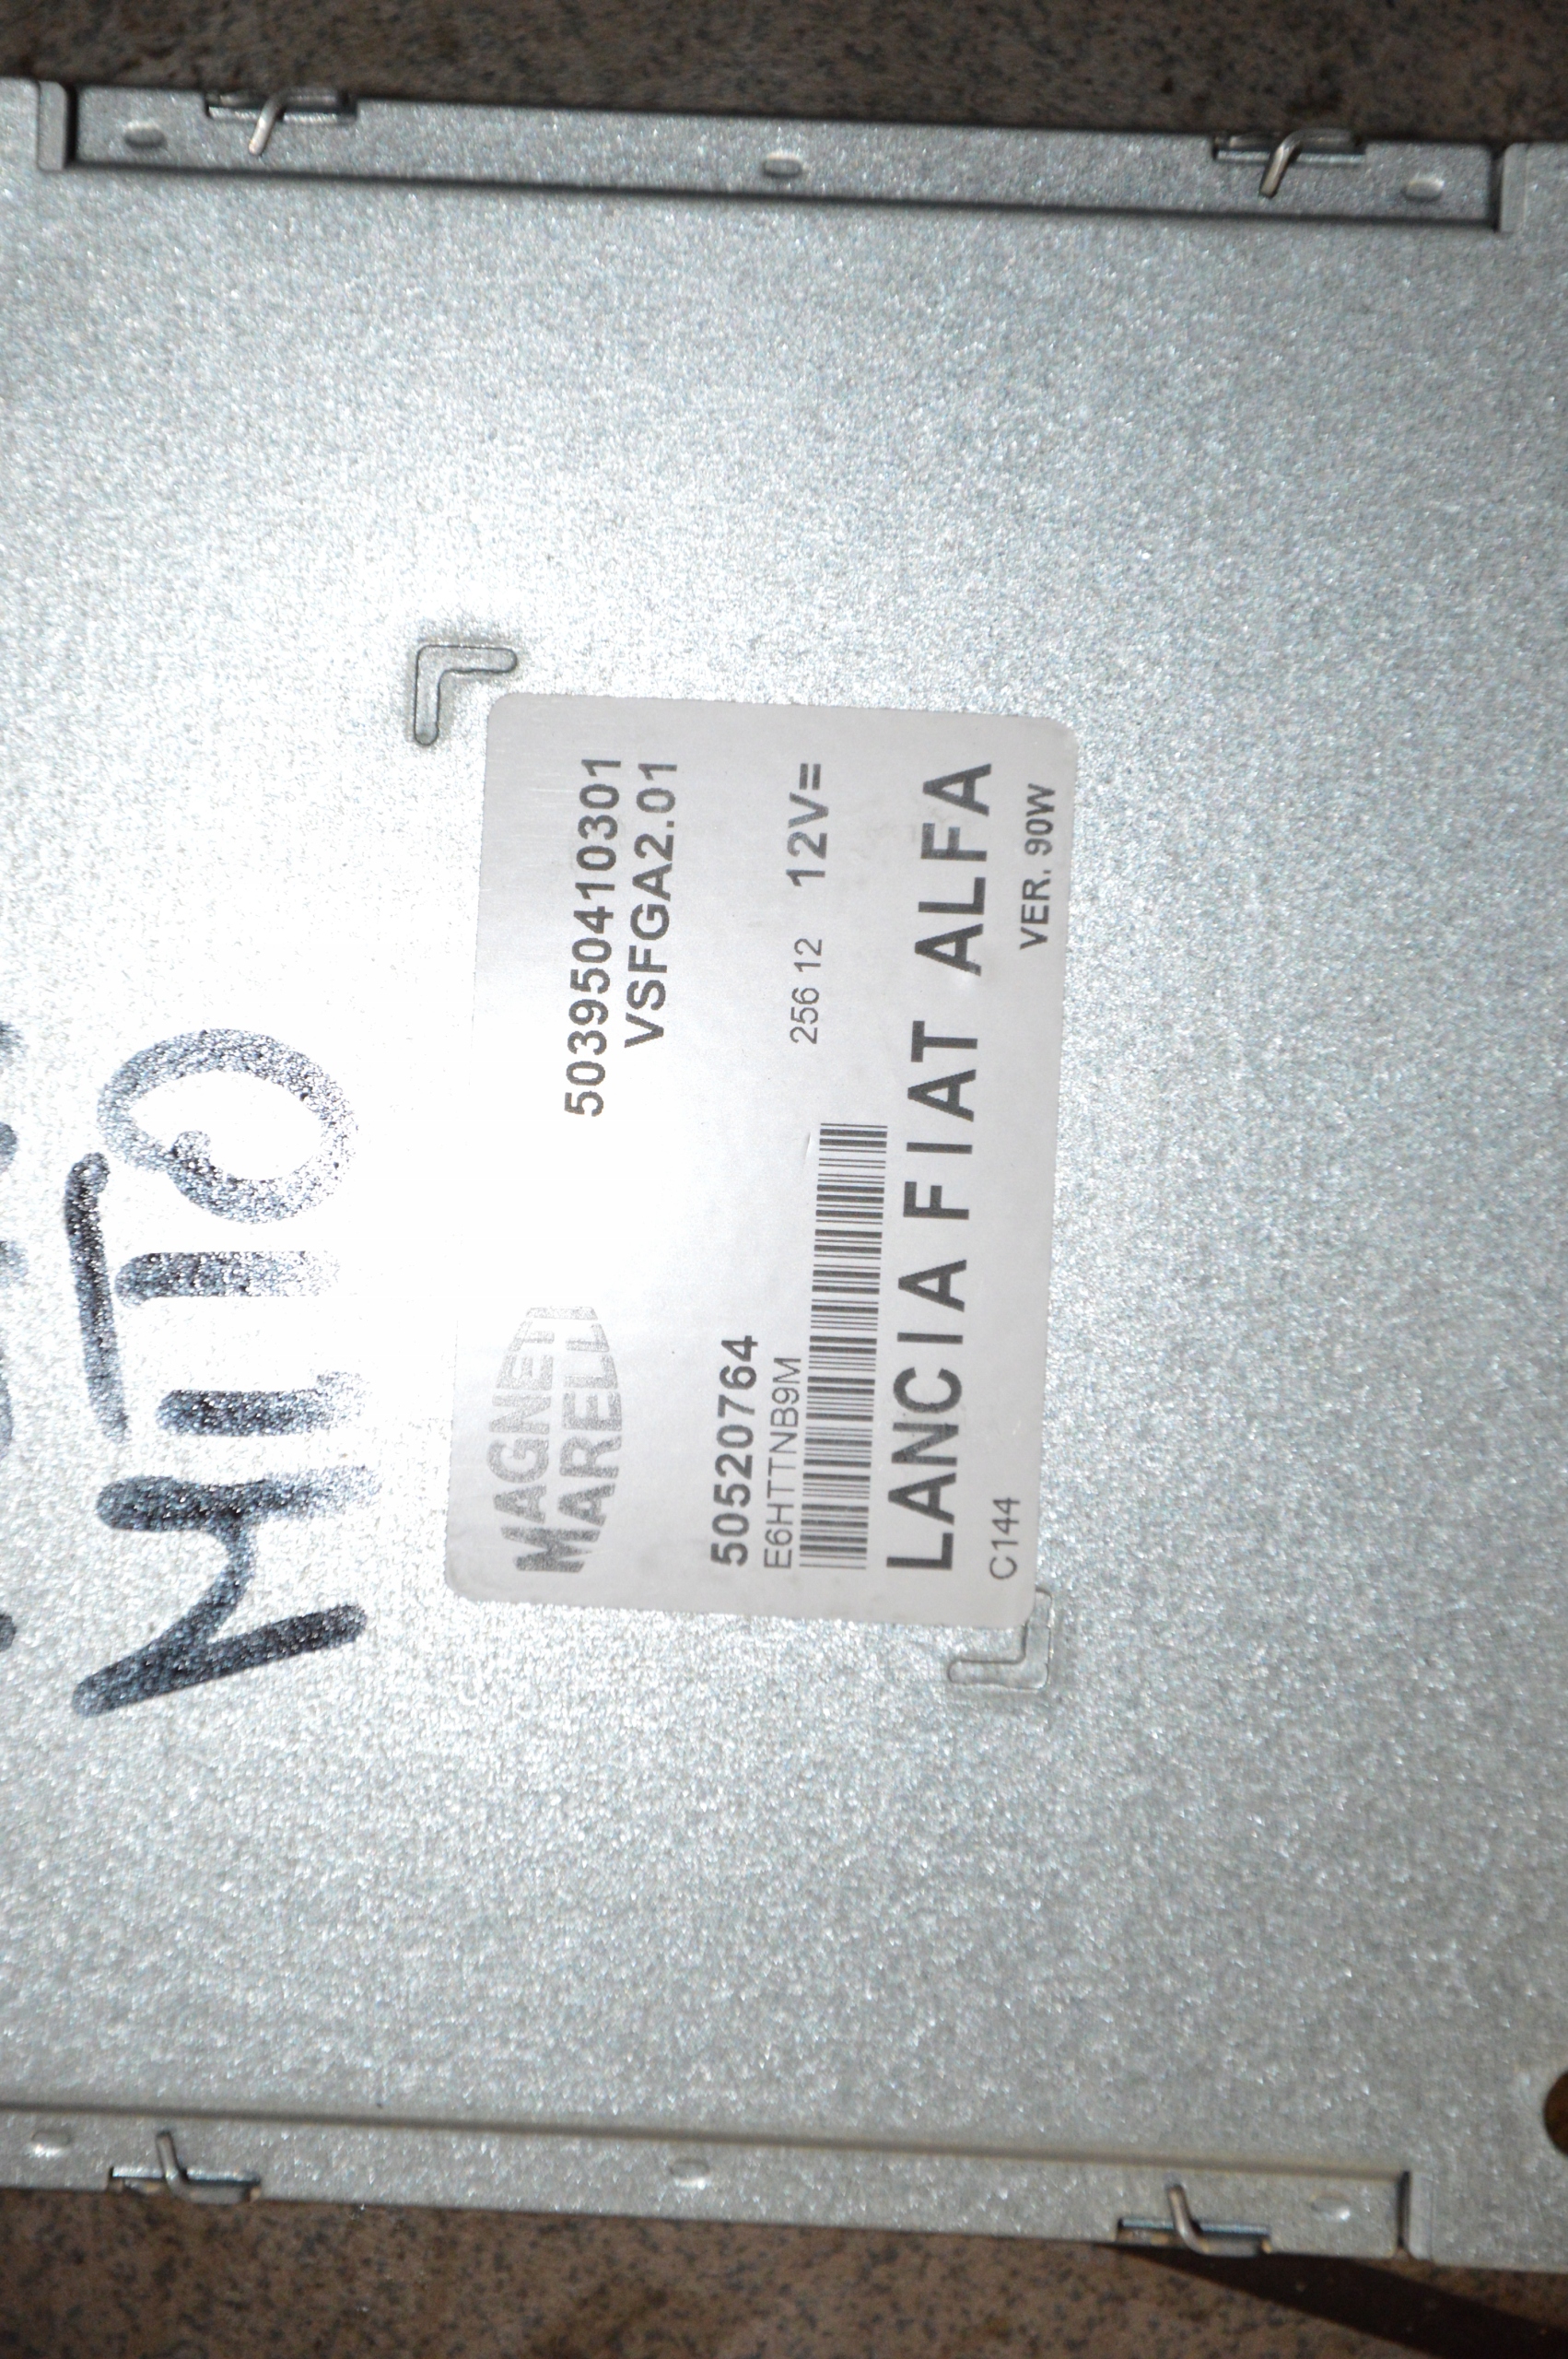 MITO
MAGNETI
MARELLI
503950410301
VSFGA2.01
50520764
E6HTTNB9M
256 12 12V=
LANCIA FIAT ALFA
C144 VER. 90W